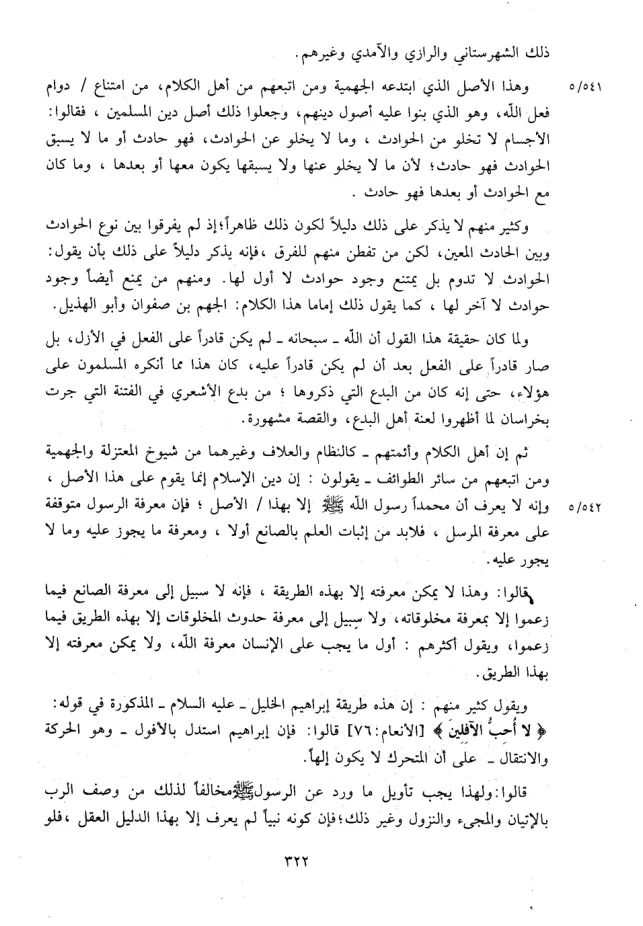 ذلك الشهرستاني والرازي والآمدي وغيرهم.
٥/٥٤١ وهذا الأصل الذي ابتدعه الجهمية ومن اتبعهم من أهل الكلام، من امتناع / دوام
فعل الله، وهو الذي بنوا عليه أصول دينهم، وجعلوا ذلك أصل دين المسلمين ، فقالوا:
الأجسام لا تخلو من الحوادث ، وما لا يخلو عن الحوادث، فهو حادث أو ما لا يسبق
الحوادث فهو حادث؛ لأن ما لا يخلو عنها ولا يسبقها يكون معها أو بعدها ، وما كان
مع الحوادث أو بعدها فهو حادث .
وكثير منهم لا يذكر على ذلك دليلاً لكون ذلك ظاهراً؛إذ لم يفرقوا بين نوع الحوادث
وبين الحادث المعين، لكن من تفطن منهم للفرق ،فإنه يذكر دليلاً على ذلك بأن يقول:
الحوادث لا تدوم بل يمتنع وجود حوادث لا أول لها. ومنهم من يمنع أيضاً وجود
حوادث لا آخر لها ، كما يقول ذلك إماما هذا الكلام: الجهم بن صفوان وأبو الهذيل.
ولما كان حقيقة هذا القول أن الله ـ سبحانه ـ لم يكن قادراً على الفعل في الأزل، بل
صار قادراً على الفعل بعد أن لم يكن قادراً عليه، كان هذا مما أنكره المسلمون على
هؤلاء، حتى إنه كان من البدع التي ذكروها ؛ من بدع الأشعري في الفتنة التي جرت
بخراسان لما أظهروا لعنة أهل البدع، والقصة مشهورة.
ثم إن أهل الكلام وأئمتهم ـ كالنظام والعلاف وغيرهما من شيوخ المعتزلة والجهمية
ومن اتبعهم من سائر الطوائف ـ يقولون : إن دين الإسلام إنما يقوم على هذا الأصل ،
٥/٥٤٢ وإنه لا يعرف أن محمداً رسول الله ﷺ إلا بهذا / الأصل ؛ فإن معرفة الرسول متوقفة
على معرفة المرسل ، فلابد من إثبات العلم بالصانع أولا ، ومعرفة ما يجوز عليه وما لا
يجوز عليه.
قالوا: وهذا لا يمكن معرفته إلا بهذه الطريقة ، فإنه لا سبيل إلى معرفة الصانع فيما
زعموا إلا بمعرفة مخلوقاته، ولا سبيل إلى معرفة حدوث المخلوقات إلا بهذه الطريق فيما
زعموا، ويقول أكثرهم : أول ما يجب على الإنسان معرفة الله، ولا يمكن معرفته إلا
بهذا الطريق.
ويقول كثير منهم : إن هذه طريقة إبراهيم الخليل ـ عليه السلام ـ المذكورة في قوله:
﴿ لا أُحِبُّ الآفِلِينَ ﴾ [الأنعام:٧٦] قالوا: فإن إبراهيم استدل بالأفول ـ وهو الحركة
والانتقال ـ على أن المتحرك لا يكون إلهاً.
قالوا:ولهذا يجب تأويل ما ورد عن الرسولﷺمخالفاً لذلك من وصف الرب
بالإتيان والمجىء والنزول وغير ذلك؛فإن كونه نبياً لم يعرف إلا بهذا الدليل العقل ،فلو
٣٢٢